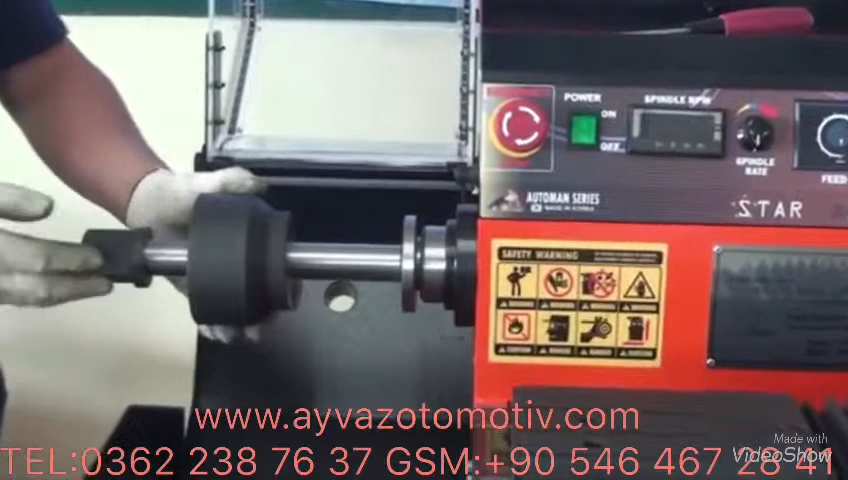 POWER
ON
OFF
SPINDLE RPM
SPINDLE
RATE
FEED
AUTOMAN SERIES
MADE IN KOREA
STAR
SAFETY WARNING
www.ayvazotomotiv.com
TEL:0362 238 76 37 GSM:+90 546 467 28 41
Made with
VideoShow